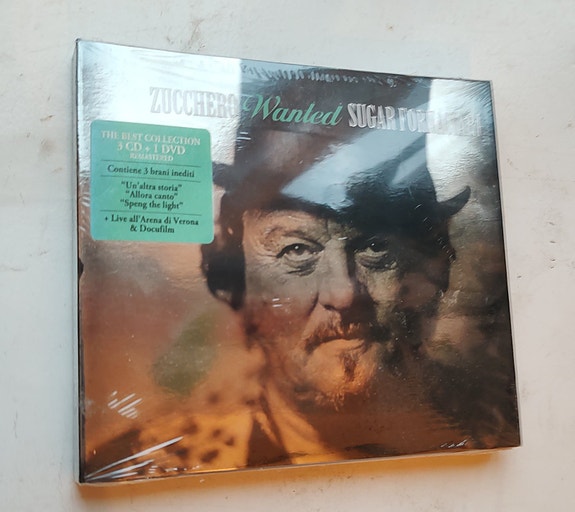 ZUCCHERO Wanted SUGAR
THE BEST COLLECTION
3 CD + 1 DVD
REMASTERED
Contiene 3 brani inediti
"Un'altra storia"
"Allora canto"
"Speng the light"
+ Live all'Arena di Verona
& Docufilm